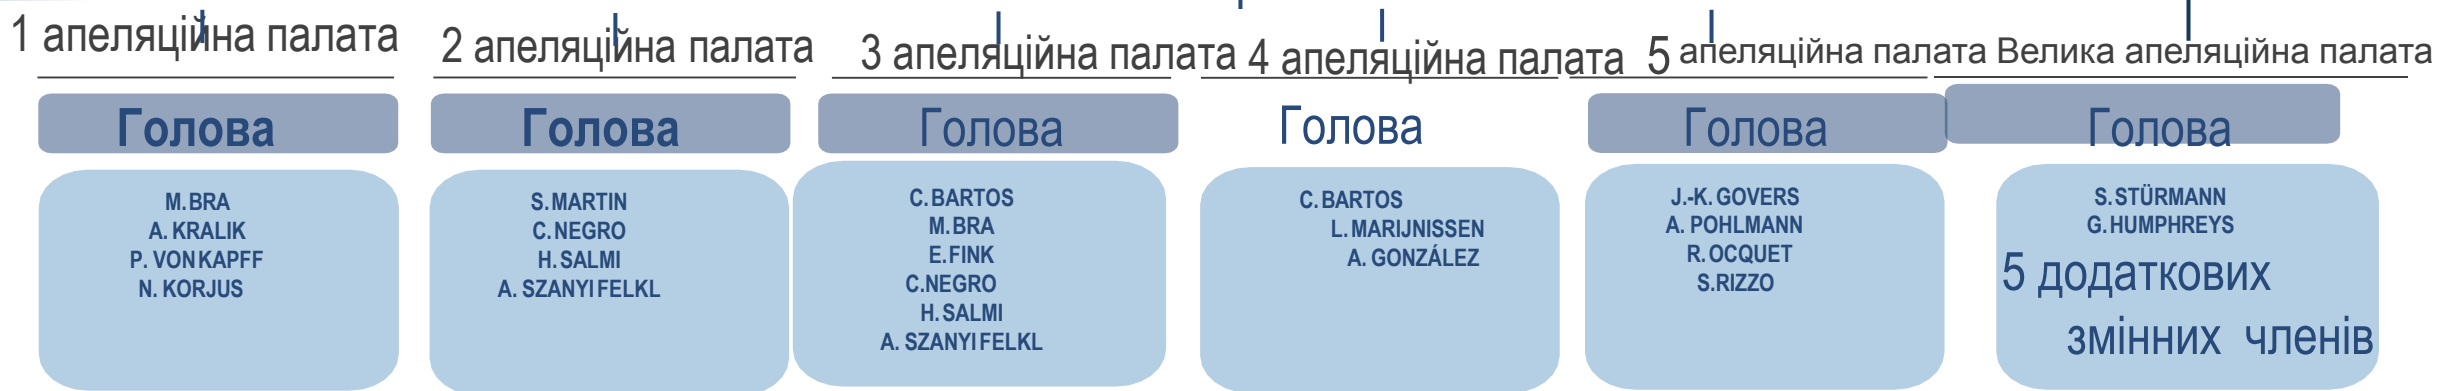 1 апеляційна палата
Голова
M. BRA
A. KRALIK
P. VON KAPFF
N. KORJUS
2 апеляційна палата
Голова
S. MARTIN
C. NEGRO
H. SALMI
A. SZANYI FELKL
3 апеляційна палата
Голова
C. BARTOS
M. BRA
E. FINK
C. NEGRO
H. SALMI
A. SZANYI FELKL
4 апеляційна палата
Голова
C. BARTOS
L. MARIJNISSEN
A. GONZÁLEZ
5 апеляційна палата
Голова
J.-K. GOVERS
A. POHLMANN
R. OCQUET
S. RIZZO
Велика апеляційна палата
Голова
S. STÜRMANN
G. HUMPHREYS
5 додаткових
змінних членів